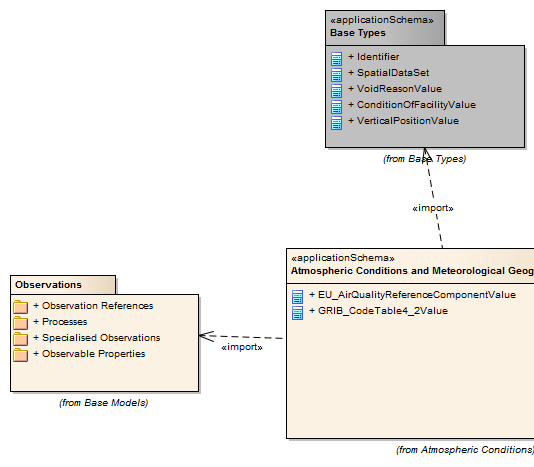 «applicationSchema»
Base Types
+ Identifier
+ SpatialDataSet
+ VoidReasonValue
+ ConditionOfFacilityValue
+ VerticalPositionValue
(from Base Types)
«import»
«applicationSchema»
Atmospheric Conditions and Meteorological Geog
+ EU_AirQualityReferenceComponentValue
+ GRIB_CodeTable4_2Value
(from Atmospheric Conditions)
«import»
Observations
+ Observation References
+ Processes
+ Specialised Observations
+ Observable Properties
(from Base Models)